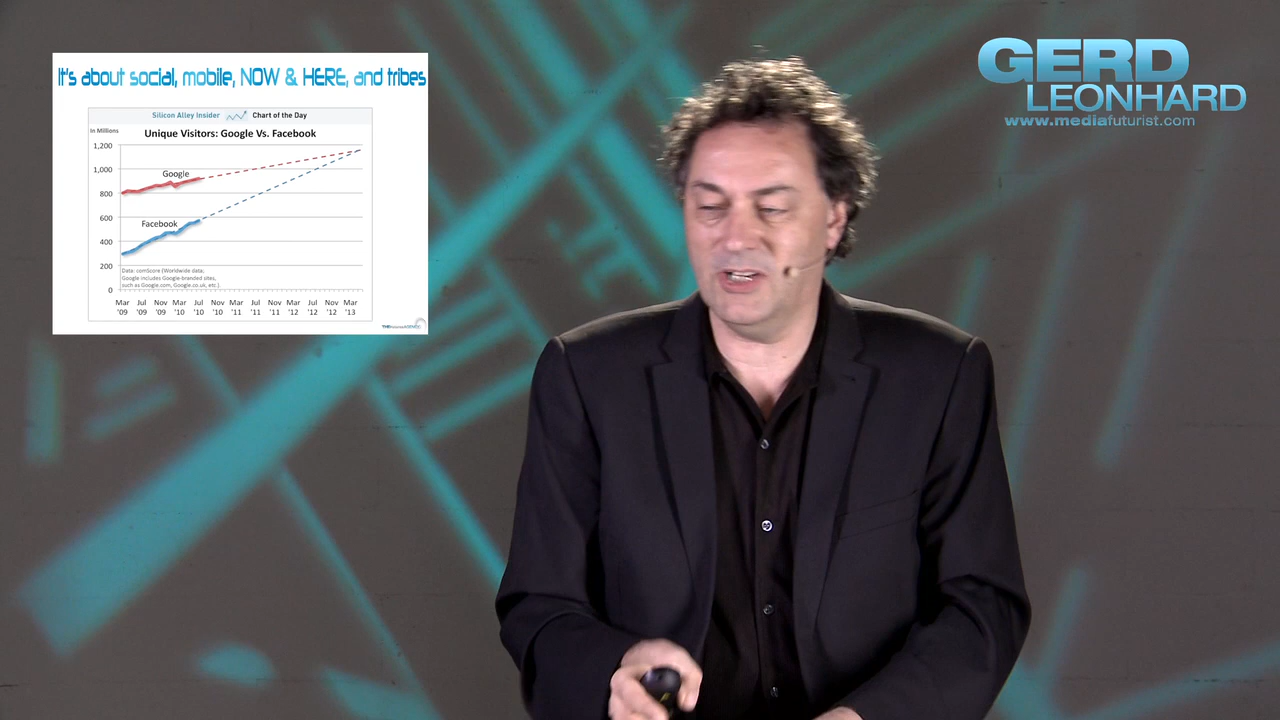 It's about social, mobile, NOW & HERE, and tribes
Silicon Alley Insider Chart of the Day
In Millions
Unique Visitors: Google Vs. Facebook
1,200
1,000
Google
800
600
Facebook
400
200
Data: comScore (Worldwide data;
Google includes Google-branded sites,
such as Google.com, Google.co.uk, etc.)
0
Mar Jul Nov Mar Jul Nov Mar Jul Nov Mar Jul Nov Mar
'09 '09 '09 '10 '10 '10 '11 '11 '11 '12 '12 '12 '13
GERD
LEONHARD
www.mediafuturist.com